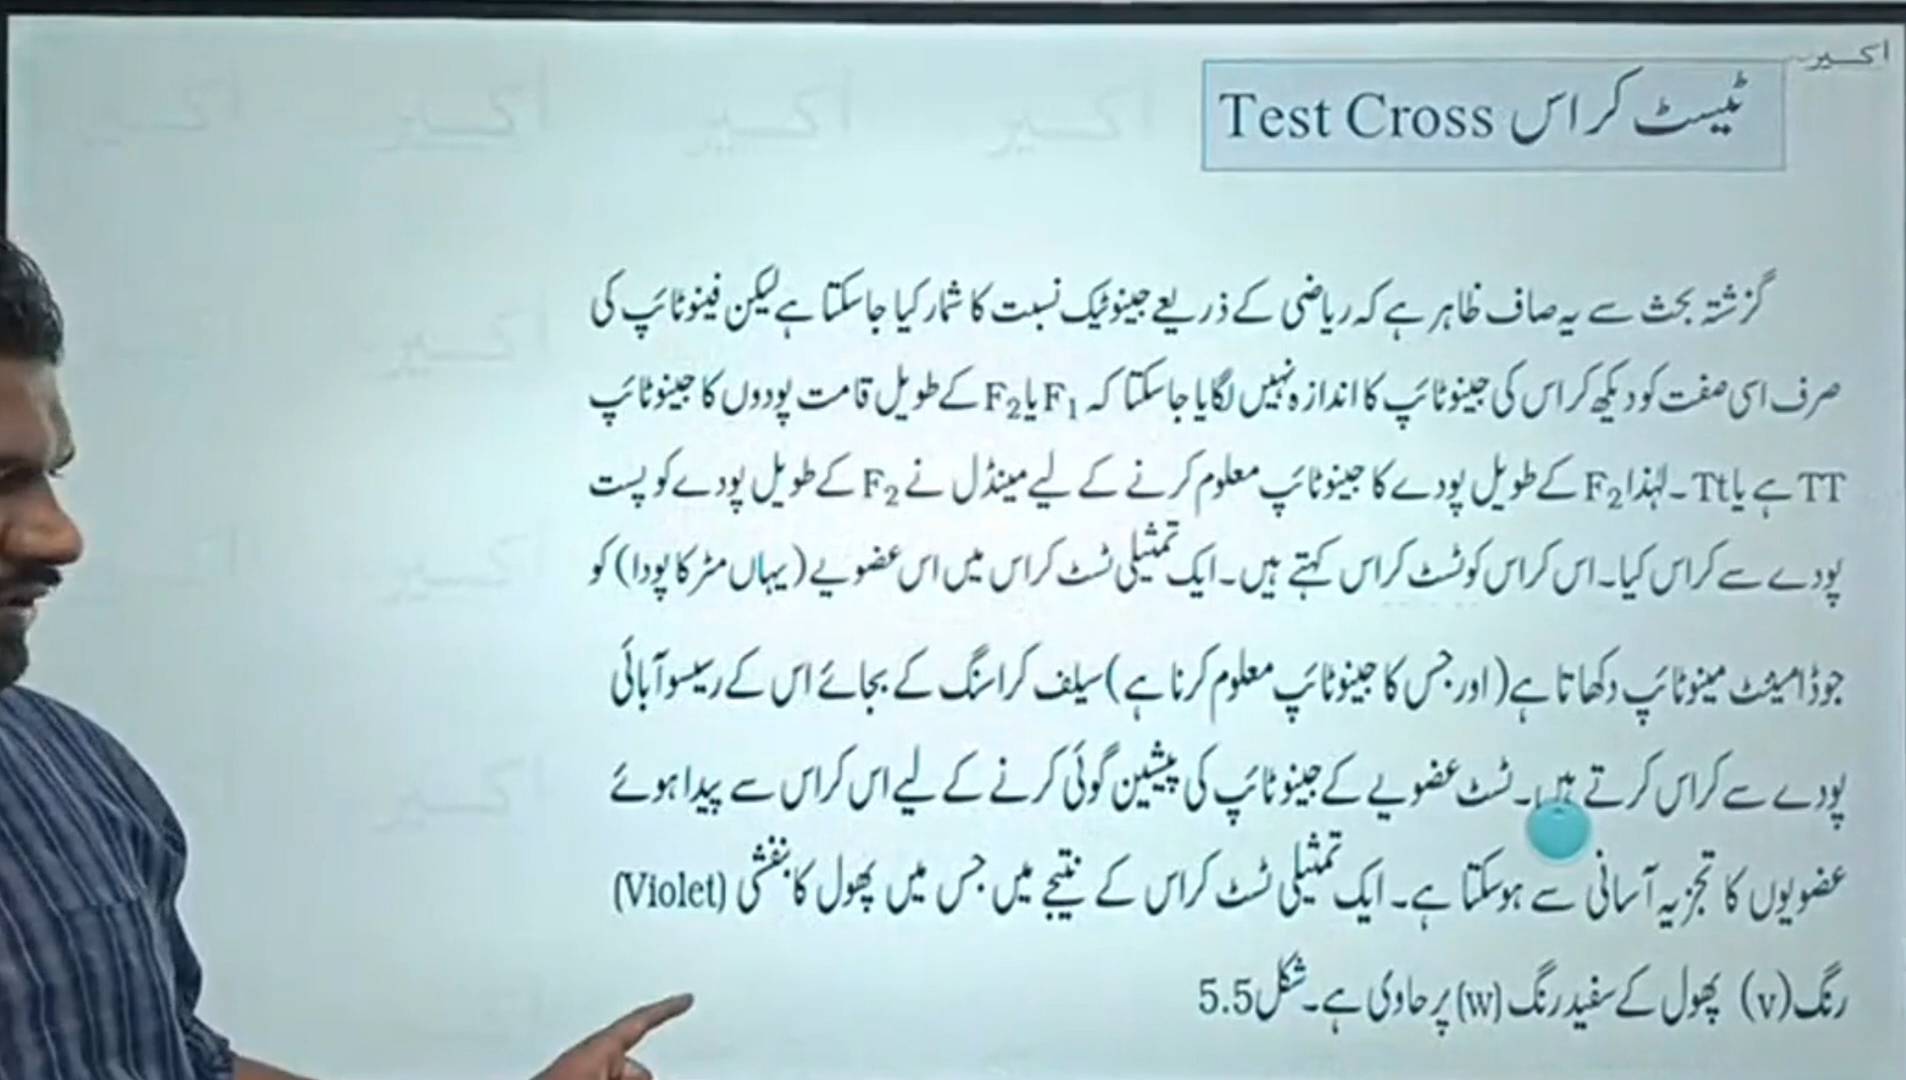 اکسیر
ٹیسٹ کراس Test Cross
گزشتہ بحث سے یہ صاف ظاہر ہے کہ ریاضی کے ذریعے جینوٹیک نسبت کا شمار کیا جاسکتا ہے لیکن فینوٹائپ کی
صرف اسی صفت کو دیکھ کر اس کی جینوٹائپ کا اندازہ نہیں لگایا جاسکتا کہ F₁ یا F₂ کے طویل قامت پودوں کا جینوٹائپ
TT ہے یا Tt۔ لہٰذا F₂ کے طویل پودے کا جینوٹائپ معلوم کرنے کے لیے مینڈل نے F₂ کے طویل پودے کو پست
پودے سے کراس کیا۔ اس کراس کو ٹسٹ کراس کہتے ہیں۔ ایک تمثیلی ٹسٹ کراس میں اس عضویے (یہاں مٹر کا پودا) کو
جو ڈامیننٹ مینوٹائپ دکھاتا ہے (اور جس کا جینوٹائپ معلوم کرنا ہے) سیلف کراسنگ کے بجائے اس کے ریسسو آبائی
پودے سے کراس کرتے ہیں۔ ٹسٹ عضویے کے جینوٹائپ کی پیشین گوئی کرنے کے لیے اس کراس سے پیدا ہوئے
عضویوں کا تجزیہ آسانی سے ہوسکتا ہے۔ ایک تمثیلی ٹسٹ کراس کے نتیجے میں جس میں پھول کا بنفشی (Violet)
رنگ (v) پھول کے سفید رنگ (w) پر حاوی ہے۔ شکل 5.5